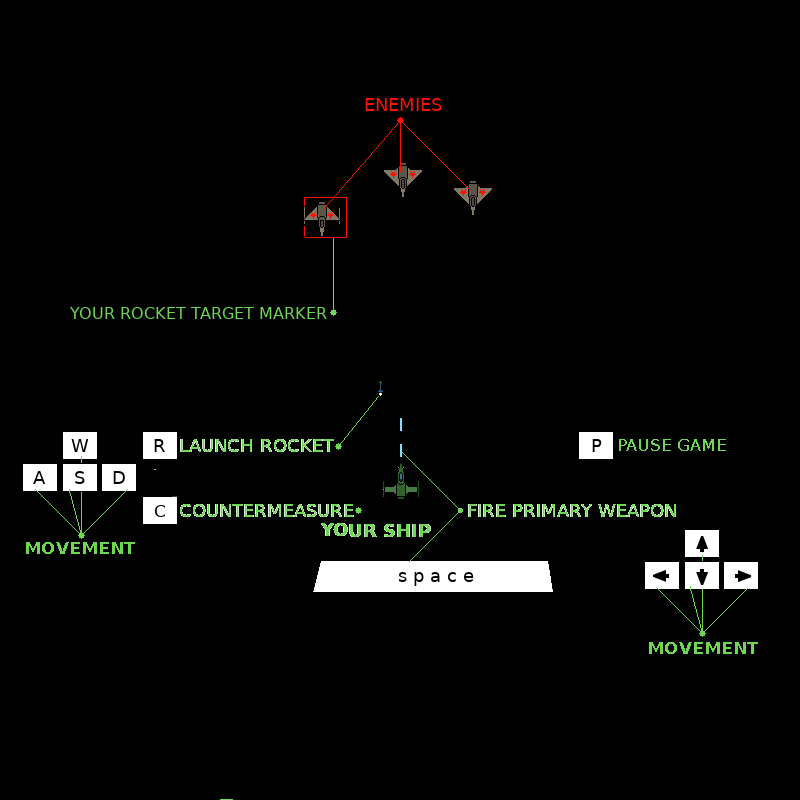 ENEMIES
YOUR ROCKET TARGET MARKER
W
R LAUNCH ROCKET
P PAUSE GAME
A S D
C COUNTERMEASURE
FIRE PRIMARY WEAPON
YOUR SHIP
MOVEMENT
space
MOVEMENT